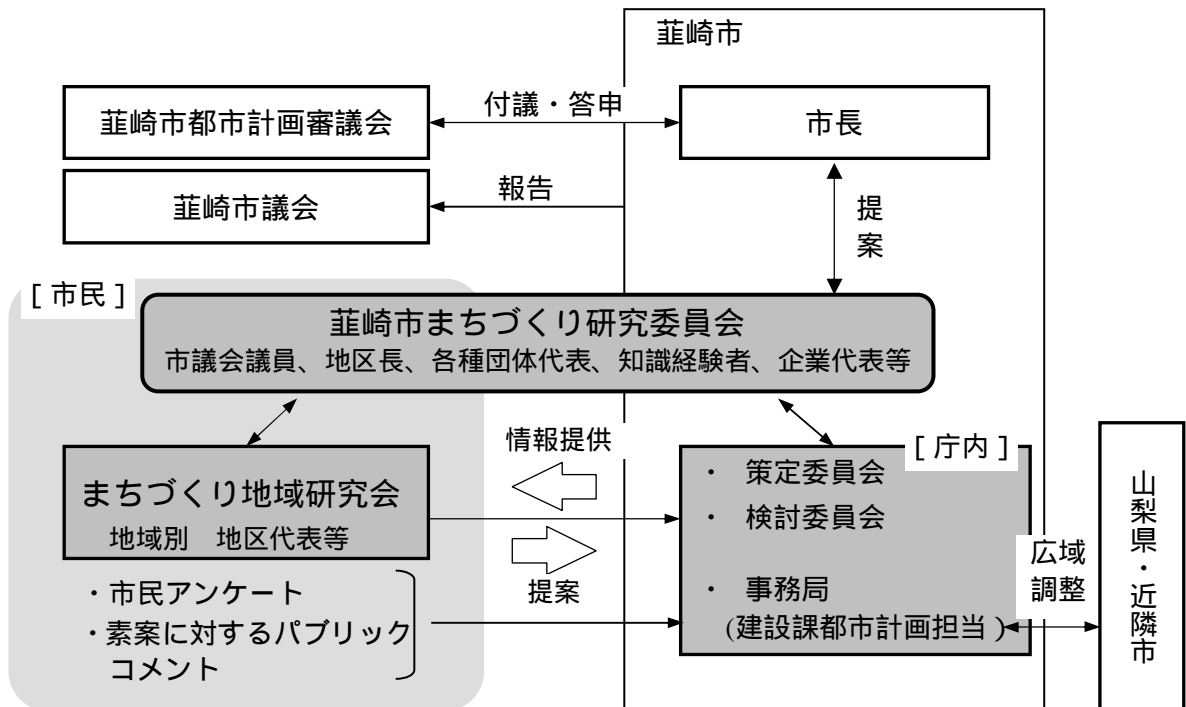 韮崎市
韮崎市都市計画審議会
付議・答申
市長
韮崎市議会
報告
提案
[ 市民 ]
韮崎市まちづくり研究委員会
市議会議員、地区長、各種団体代表、知識経験者、企業代表等
まちづくり地域研究会
地域別　地区代表等
情報提供
提案
[ 庁内 ]
・ 策定委員会
・ 検討委員会
・ 事務局
(建設課都市計画担当)
・市民アンケート
・素案に対するパブリック
コメント
広域
調整
山梨県・近隣市